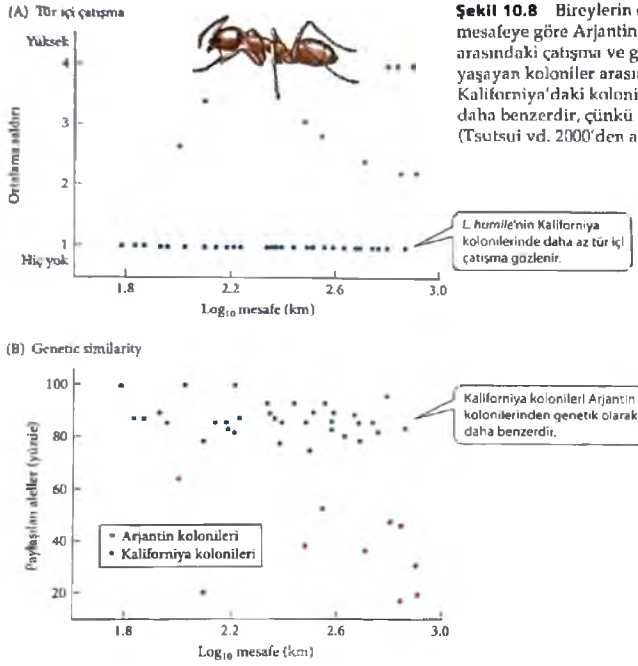 (A) Tür içi çatışma
Yüksek
4
3
2
1
Hiç yok
Ortalama saldırı
1.8 2.2 2.6 3.0
Log₁₀ mesafe (km)
L. humile'nin Kaliforniya
kolonilerinde daha az tür içi
çatışma gözlenir.
Şekil 10.8 Bireylerin
mesafeye göre Arjantin
arasındaki çatışma ve g
yaşayan koloniler arası
Kaliforniya'daki koloni
daha benzerdir, çünkü
(Tsutsui vd. 2000'den a
(B) Genetic similarity
100
80
60
40
20
Paylaşılan aleller (yüzde)
Arjantin kolonileri
Kaliforniya kolonileri
1.8 2.2 2.6 3.0
Log₁₀ mesafe (km)
Kaliforniya kolonileri Arjantin
kolonilerinden genetik olarak
daha benzerdir.